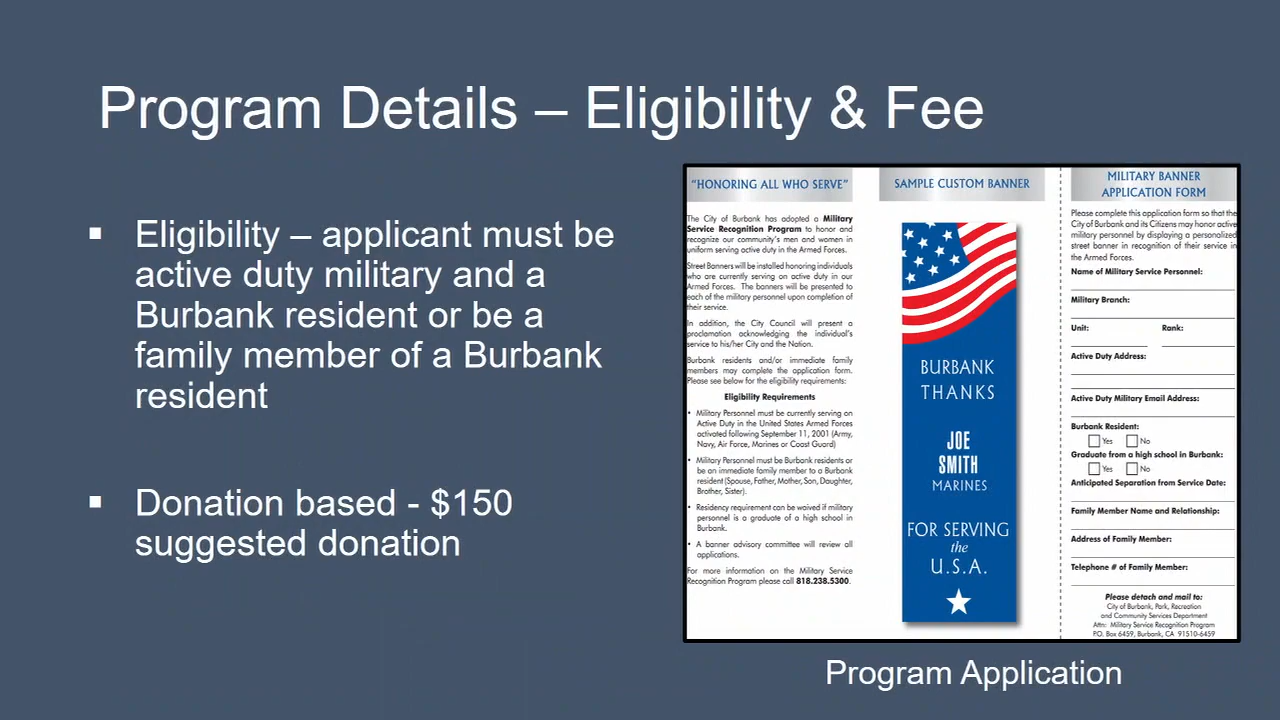 Program Details – Eligibility & Fee
▪ Eligibility – applicant must be
active duty military and a
Burbank resident or be a
family member of a Burbank
resident
▪ Donation based - $150
suggested donation
"HONORING ALL WHO SERVE"
The City of Burbank has adopted a Military
Service Recognition Program to honor and
recognize our community's men and women in
uniform serving active duty in the Armed Forces.
Street Banners will be installed honoring individuals
who are currently serving on active duty in our
Armed Forces. The banners will be presented to
each of the military personnel upon completion of
their service.
In addition, the City Council will present a
proclamation acknowledging the individual's
service to his/her City and the Nation.
Burbank residents and/or immediate family
members may complete the application form.
Please see below for the eligibility requirements:
Eligibility Requirements
• Military Personnel must be currently serving on
Active Duty in the United States Armed Forces
activated following September 11, 2001 (Army,
Navy, Air Force, Marines or Coast Guard)
• Military Personnel must be Burbank residents or
be an immediate family member to a Burbank
resident (Spouse, Father, Mother, Son, Daughter,
Brother, Sister).
• Residency requirement can be waived if military
personnel is a graduate of a high school in
Burbank.
• A banner advisory committee will review all
applications.
For more information on the Military Service
Recognition Program please call 818.238.5300.
SAMPLE CUSTOM BANNER
BURBANK
THANKS
JOE
SMITH
MARINES
FOR SERVING
the
U.S.A.
MILITARY BANNER
APPLICATION FORM
Please complete this application form so that the
City of Burbank and its Citizens may honor active
military personnel by displaying a personalized
street banner in recognition of their service in
the Armed Forces.
Name of Military Service Personnel:
Military Branch:
Unit: Rank:
Active Duty Address:
Active Duty Military Email Address:
Burbank Resident:
Yes No
Graduate from a high school in Burbank:
Yes No
Anticipated Separation from Service Date:
Family Member Name and Relationship:
Address of Family Member:
Telephone # of Family Member:
Please detach and mail to:
City of Burbank, Park, Recreation
and Community Services Department
Attn: Military Service Recognition Program
P.O. Box 6459, Burbank, CA 91510-6459
Program Application